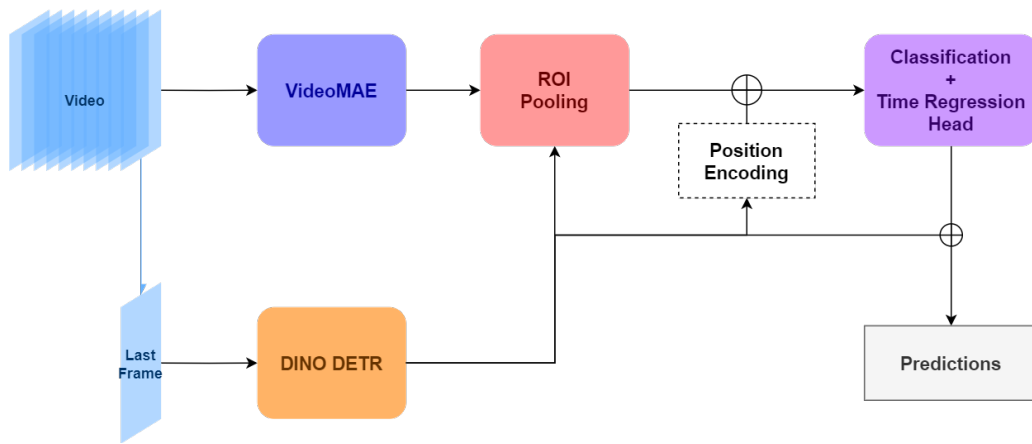 Video
VideoMAE
ROI
Pooling
Classification
+
Time Regression
Head
Position
Encoding
Last
Frame
DINO DETR
Predictions